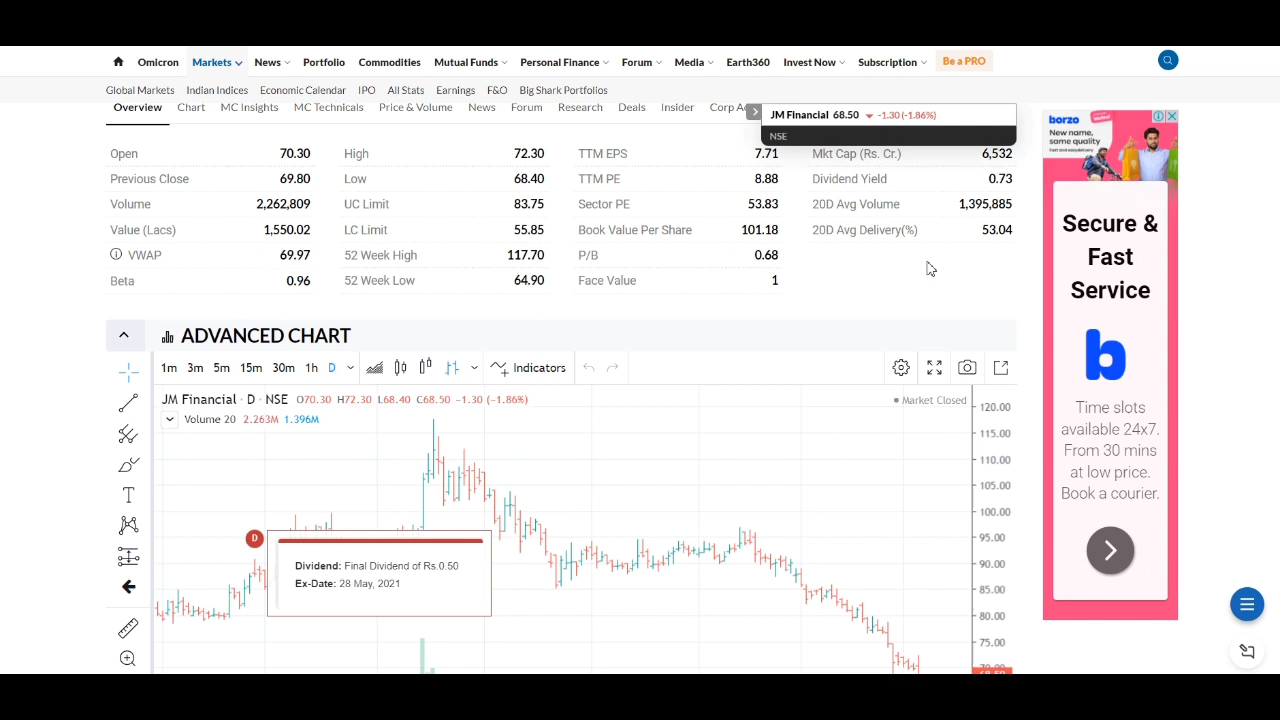 Omicron Markets News Portfolio Commodities Mutual Funds Personal Finance Forum Media Earth360 Invest Now Subscription Be a PRO
Global Markets Indian Indices Economic Calendar IPO All Stats Earnings F&O Big Shark Portfolios
Overview Chart MC Insights MC Technicals Price & Volume News Forum Research Deals Insider Corp
JM Financial 68.50 -1.30 (-1.86%)
NSE
Open 70.30 High 72.30 TTM EPS 7.71 Mkt Cap (Rs. Cr.) 6,532
Previous Close 69.80 Low 68.40 TTM PE 8.88 Dividend Yield 0.73
Volume 2,262,809 UC Limit 83.75 Sector PE 53.83 20D Avg Volume 1,395,885
Value (Lacs) 1,550.02 LC Limit 55.85 Book Value Per Share 101.18 20D Avg Delivery(%) 53.04
VWAP 69.97 52 Week High 117.70 P/B 0.68
Beta 0.96 52 Week Low 64.90 Face Value 1
ADVANCED CHART
1m 3m 5m 15m 30m 1h D Indicators
JM Financial · D · NSE O70.30 H72.30 L68.40 C68.50 −1.30 (−1.86%)
Market Closed
Volume 20 2.263M 1.396M
120.00
115.00
110.00
105.00
100.00
95.00
90.00
85.00
80.00
75.00
70.00
68.50
D
Dividend: Final Dividend of Rs.0.50
Ex-Date: 28 May, 2021
T
borzo
New name,
same quality
Secure &
Fast
Service
b
Time slots
available 24x7.
From 30 mins
at low price.
Book a courier.